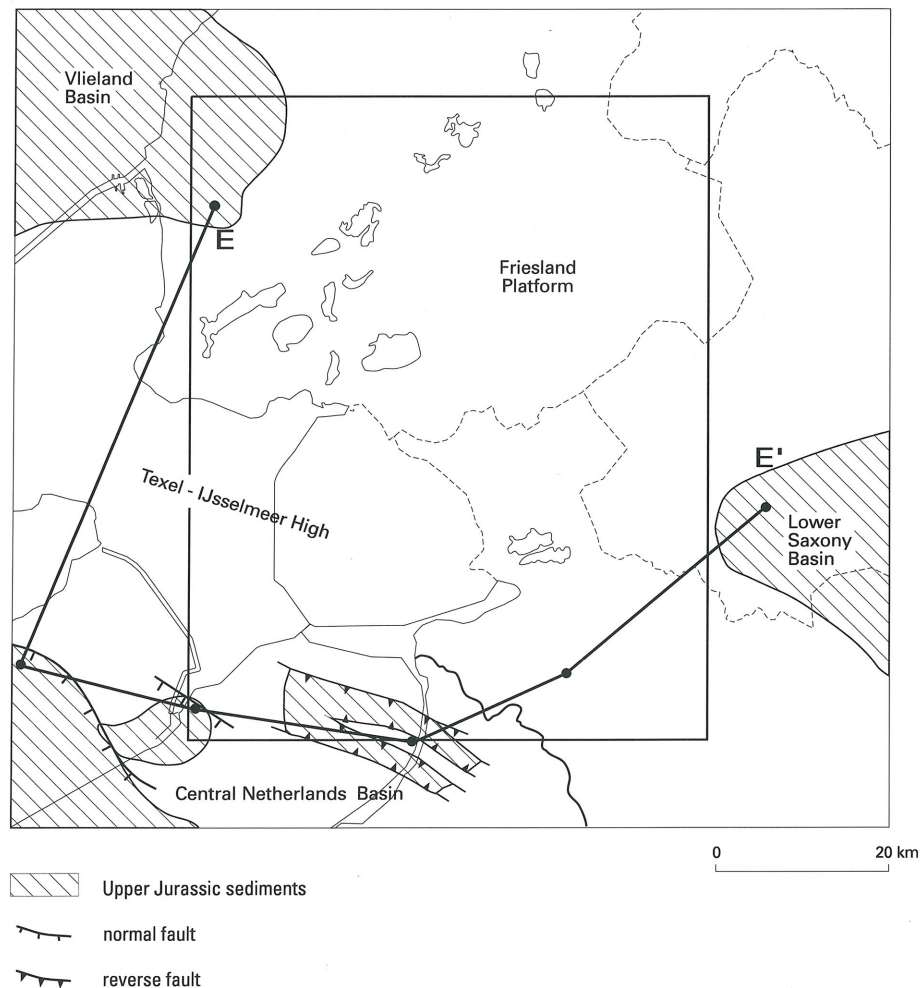 Vlieland
Basin
E
Friesland
Platform
E'
Texel - IJsselmeer High
Lower
Saxony
Basin
Central Netherlands Basin
0 20 km
Upper Jurassic sediments
normal fault
reverse fault